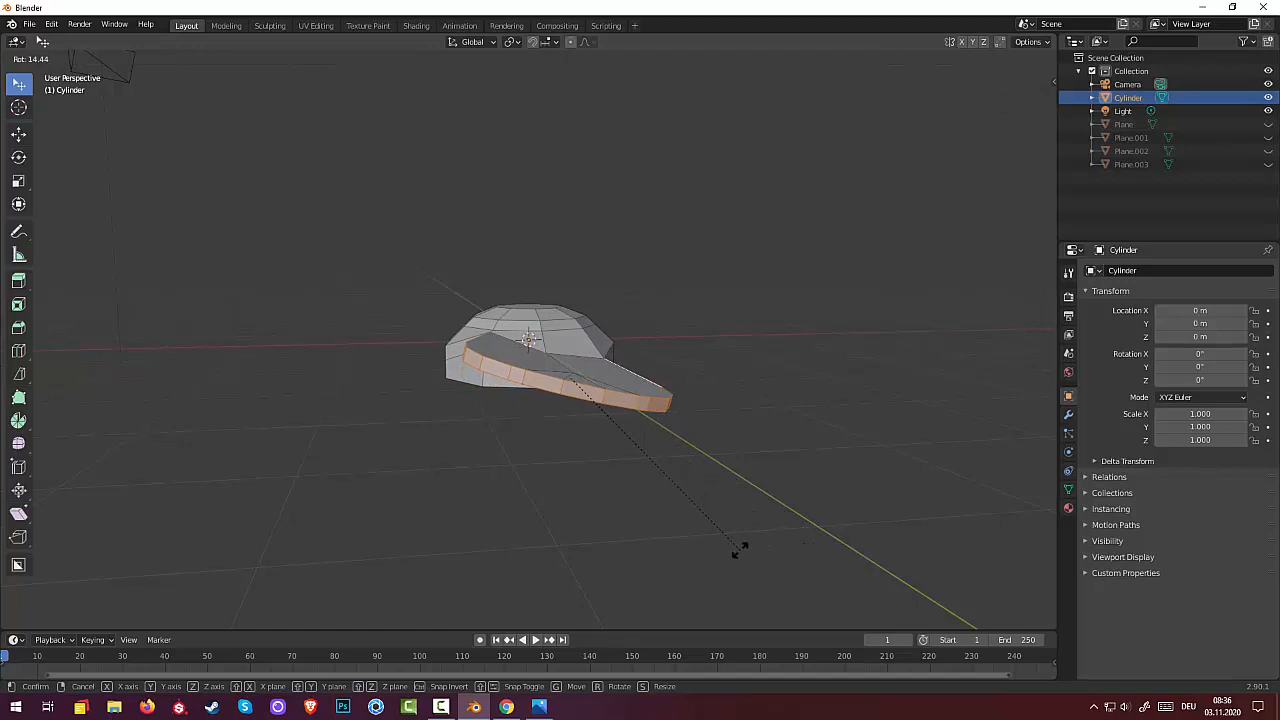 Blender
File Edit Render Window Help Layout Modeling Sculpting UV Editing Texture Paint Shading Animation Rendering Compositing Scripting + Scene View Layer
Global X Y Z Options
Rot: 14.44
User Perspective
(1) Cylinder
Scene Collection
Collection
Camera
Cylinder
Light
Plane
Plane.001
Plane.002
Plane.003
Cylinder
Cylinder
Transform
Location X 0 m
Y 0 m
Z 0 m
Rotation X 0°
Y 0°
Z 0°
Mode XYZ Euler
Scale X 1.000
Y 1.000
Z 1.000
Delta Transform
Relations
Collections
Instancing
Motion Paths
Visibility
Viewport Display
Custom Properties
Playback Keying View Marker 1 Start 1 End 250
10 20 30 40 50 60 70 80 90 100 110 120 130 140 150 160 170 180 190 200 210 220 230 240
Confirm Cancel X X axis Y Y axis Z Z axis X X plane Y Y plane Z Z plane Snap Invert Snap Toggle G Move R Rotate S Resize 2.90.1
DEU 08:36
03.11.2020